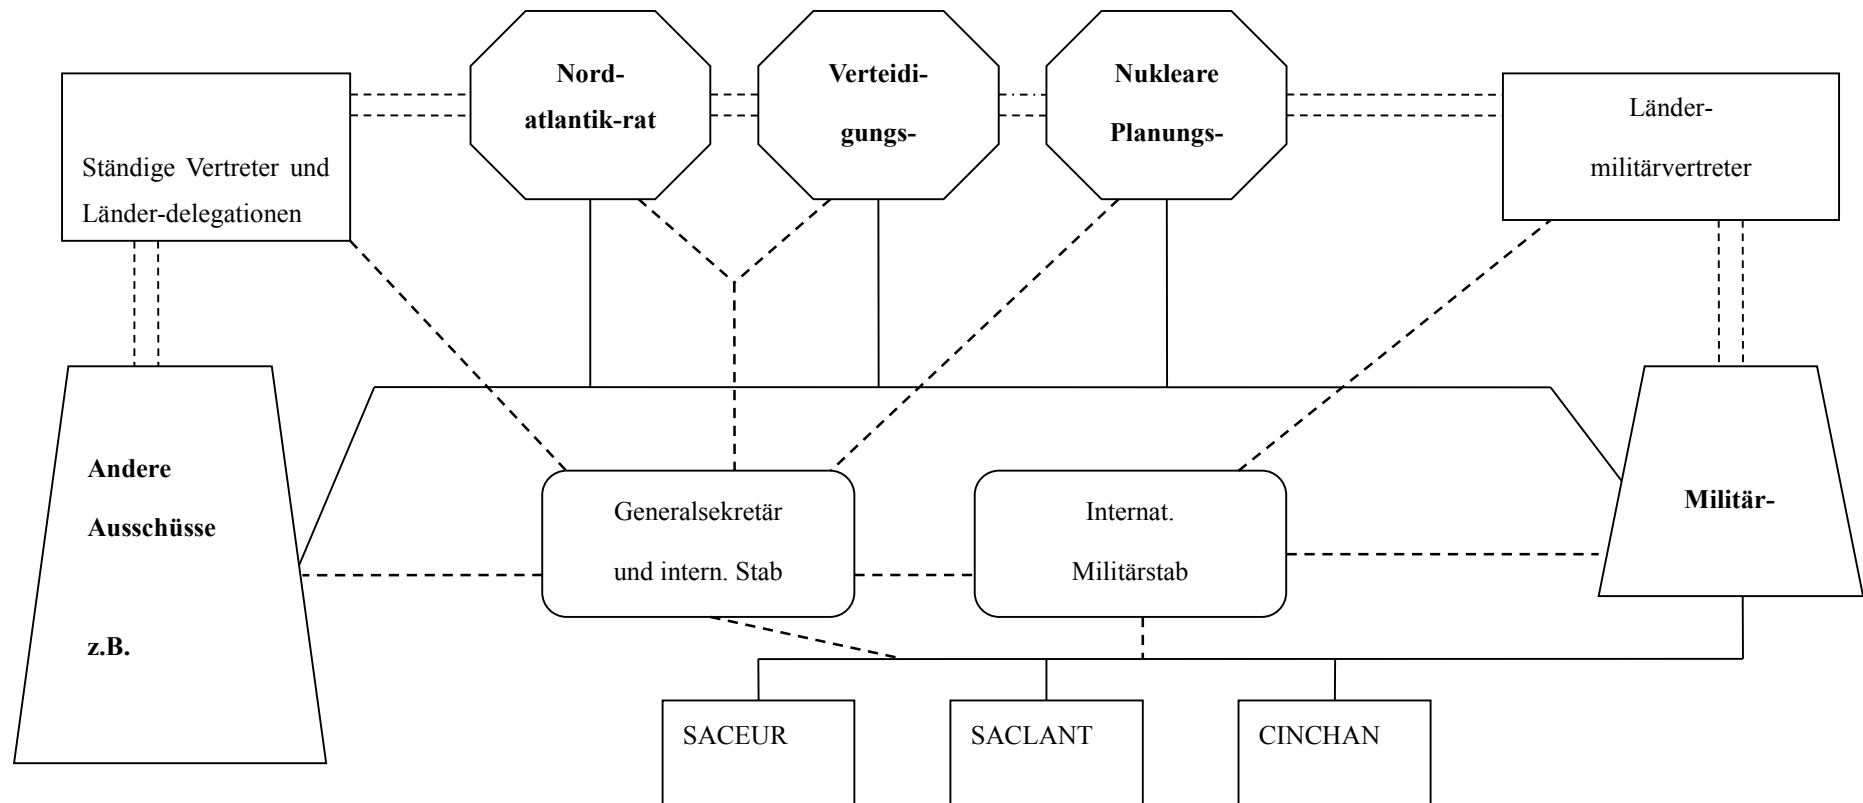 Nord-
atlantik-rat
Verteidi-
gungs-
Nukleare
Planungs-
Länder-
militärvertreter
Ständige Vertreter und
Länder-delegationen
Andere
Ausschüsse
z.B.
Generalsekretär
und intern. Stab
Internat.
Militärstab
Militär-
SACEUR
SACLANT
CINCHAN